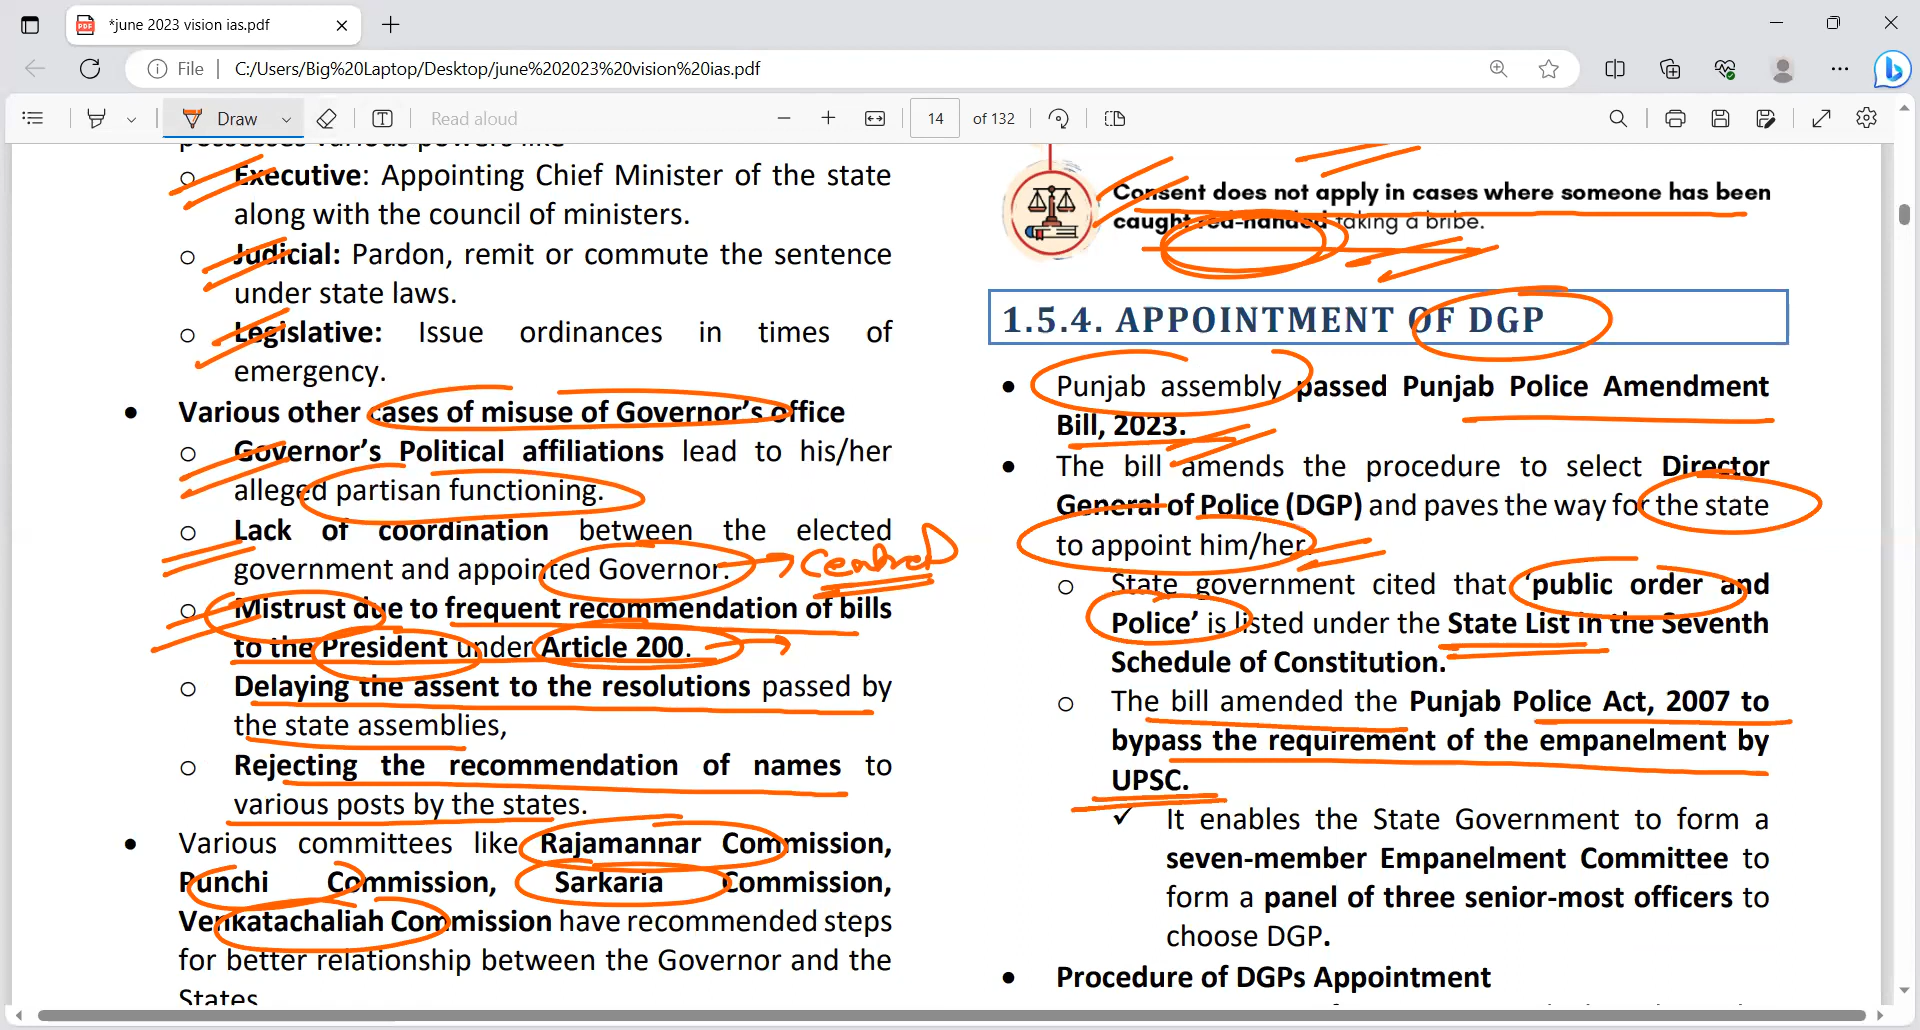 *june 2023 vision ias.pdf
File
C:/Users/Big%20Laptop/Desktop/june%202023%20vision%20ias.pdf
Draw
Read aloud
14 of 132
possesses various powers like
Executive: Appointing Chief Minister of the state
along with the council of ministers.
Judicial: Pardon, remit or commute the sentence
under state laws.
Legislative: Issue ordinances in times of
emergency.
• Various other cases of misuse of Governor's office
Governor's Political affiliations lead to his/her
alleged partisan functioning.
Lack of coordination between the elected
government and appointed Governor.
Central
Mistrust due to frequent recommendation of bills
to the President under Article 200.
Delaying the assent to the resolutions passed by
the state assemblies,
Rejecting the recommendation of names to
various posts by the states.
• Various committees like Rajamannar Commission,
Punchi Commission, Sarkaria Commission,
Venkatachaliah Commission have recommended steps
for better relationship between the Governor and the
States
Consent does not apply in cases where someone has been
caught red-handed taking a bribe.
1.5.4. APPOINTMENT OF DGP
• Punjab assembly passed Punjab Police Amendment
Bill, 2023.
• The bill amends the procedure to select Director
General of Police (DGP) and paves the way for the state
to appoint him/her.
State government cited that ‘public order and
Police’ is listed under the State List in the Seventh
Schedule of Constitution.
The bill amended the Punjab Police Act, 2007 to
bypass the requirement of the empanelment by
UPSC.
✓ It enables the State Government to form a
seven-member Empanelment Committee to
form a panel of three senior-most officers to
choose DGP.
• Procedure of DGPs Appointment